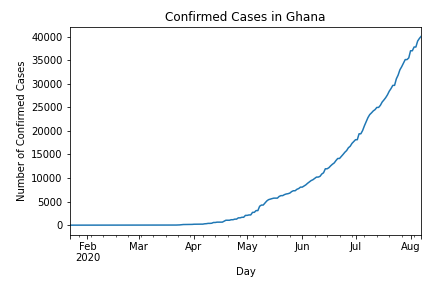 Confirmed Cases in Ghana
40000
35000
30000
25000
20000
15000
10000
5000
0
Number of Confirmed Cases
Feb Mar Apr May Jun Jul Aug
2020
Day